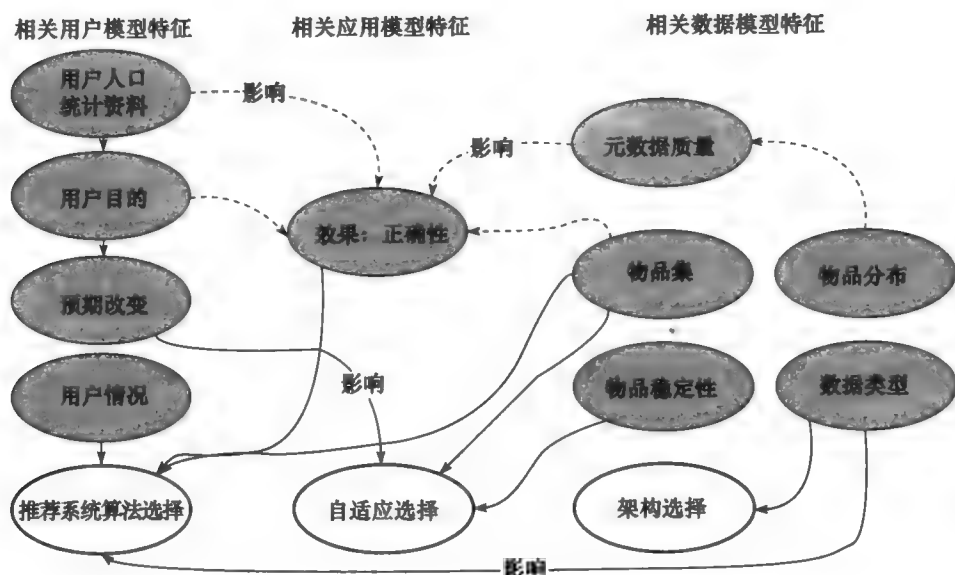 相关用户模型特征
相关应用模型特征
相关数据模型特征
用户人口
统计资料
影响
影响
元数据质量
用户目的
效果：正确性
物品集
物品分布
预期改变
影响
用户情况
物品稳定性
数据类型
推荐系统算法选择
自适应选择
架构选择
影响